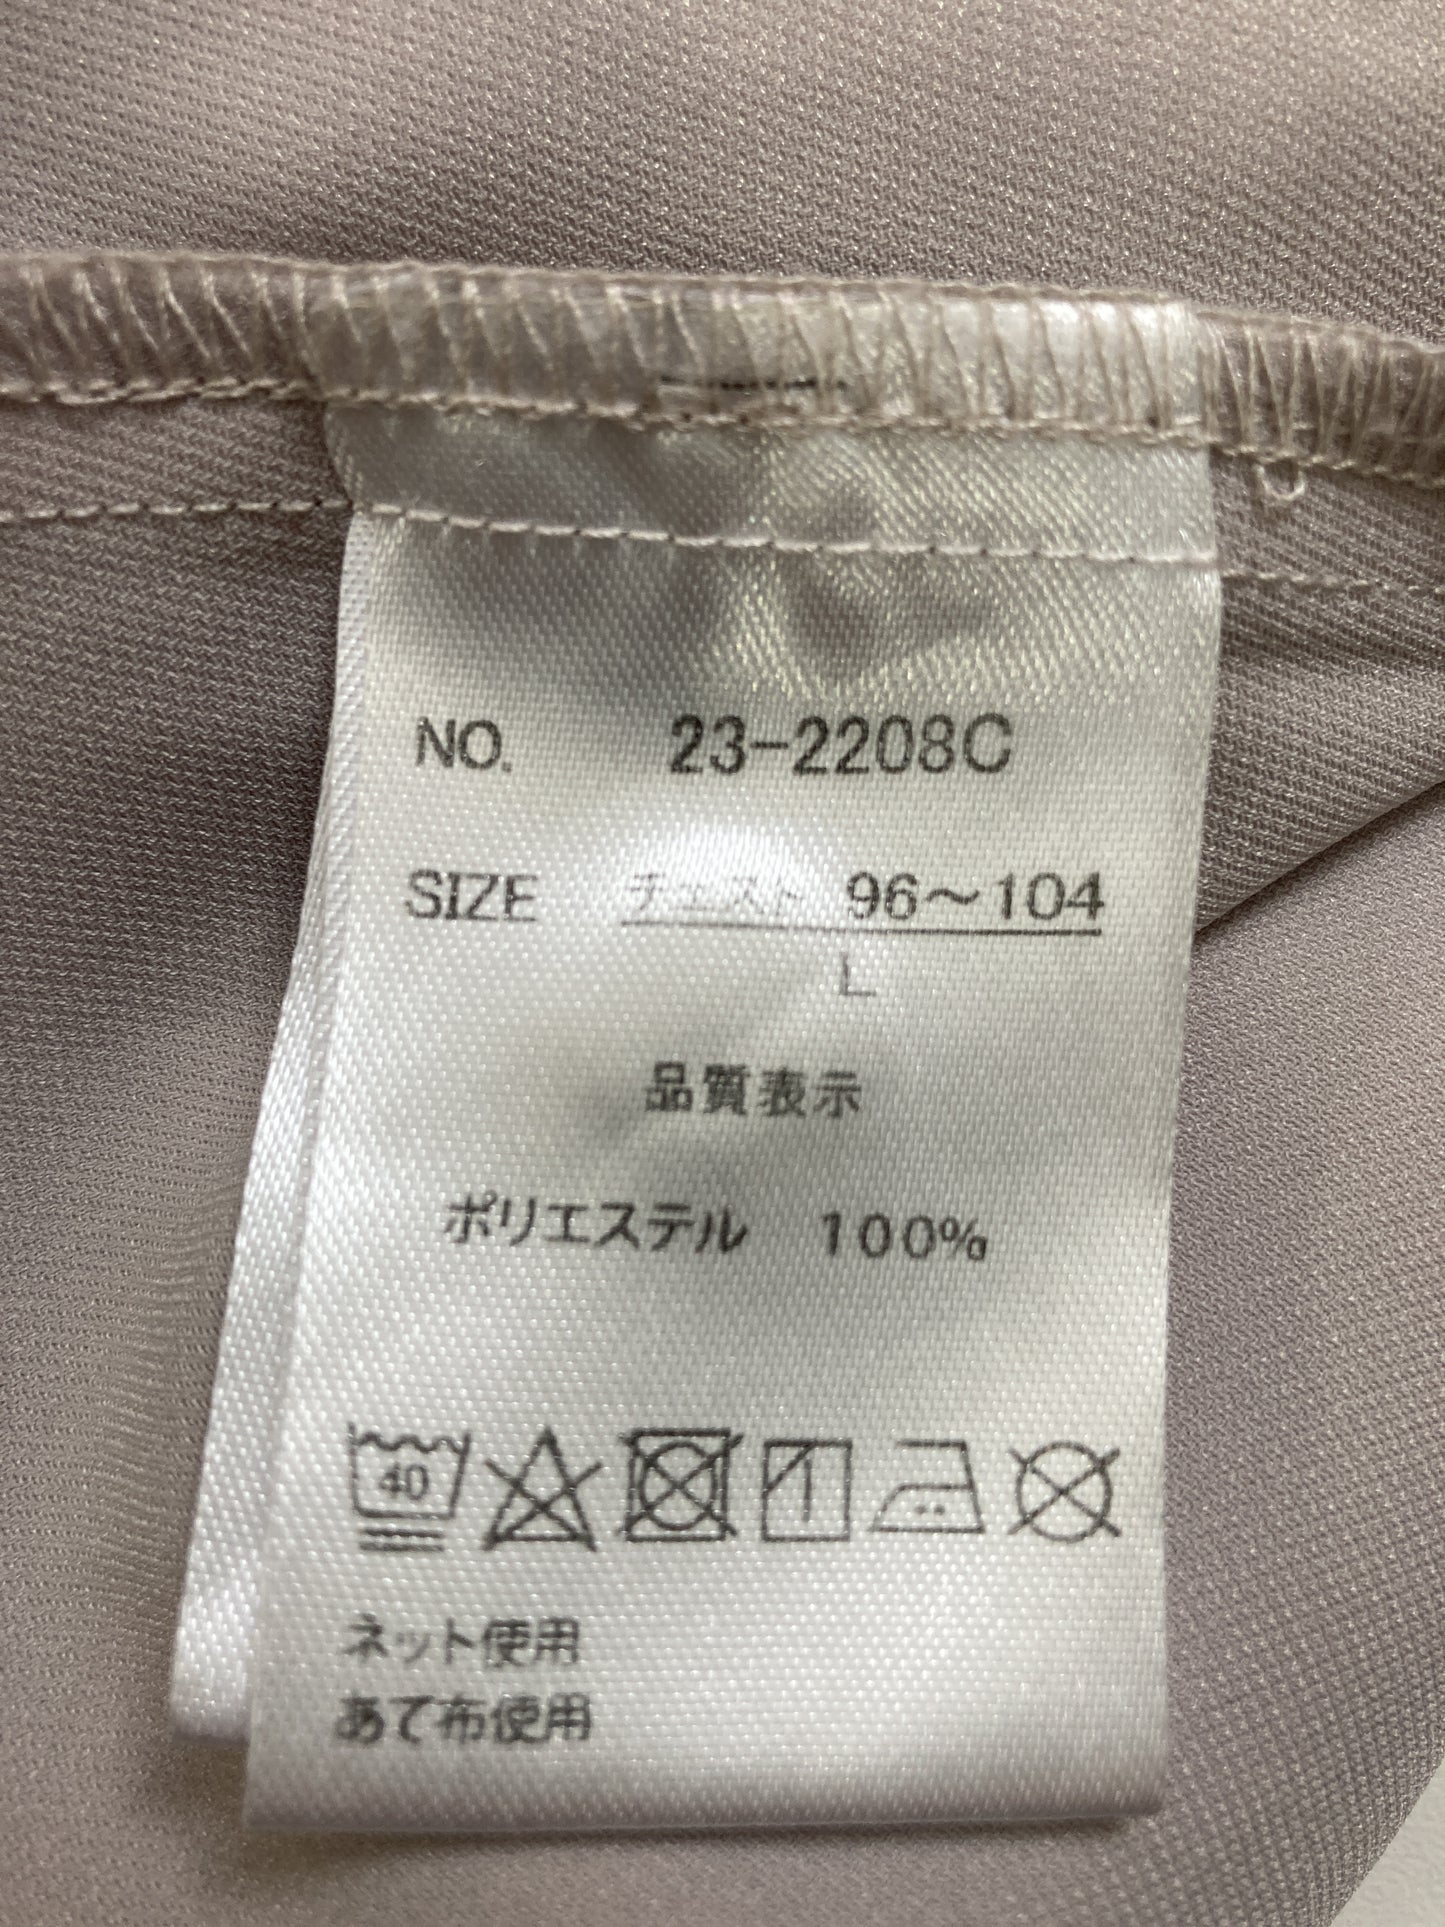 NO. 23-2208C
SIZE チェスト 96～104
L
品質表示
ポリエステル 100%
40
ネット使用
あて布使用